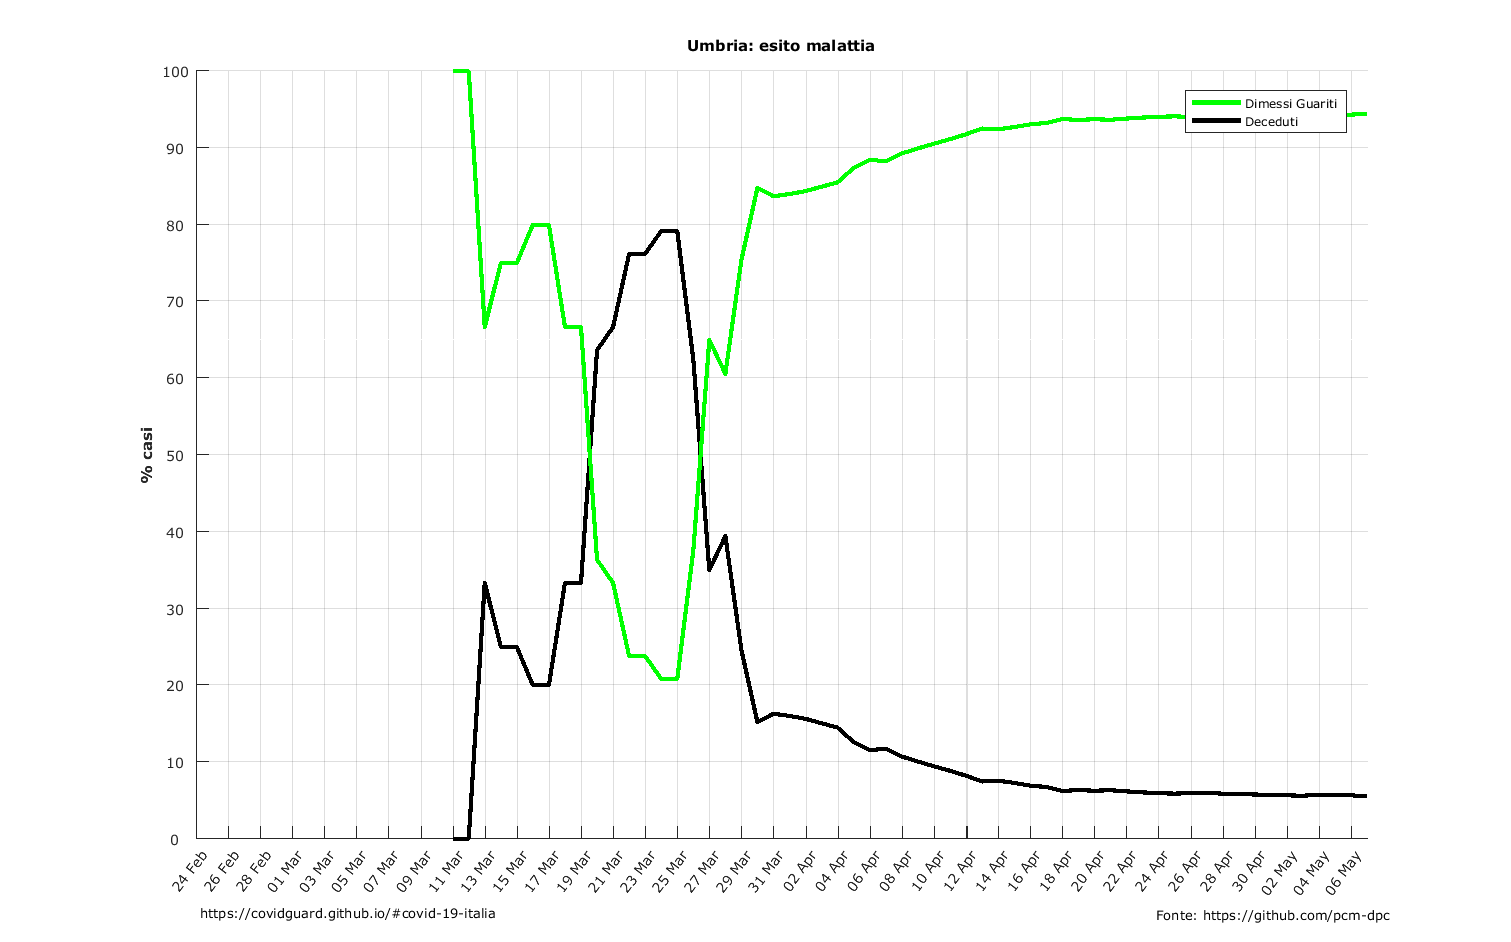 Umbria: esito malattia
100
90
80
70
60
50
40
30
20
10
0
% casi
Dimessi Guariti
Deceduti
24 Feb
26 Feb
28 Feb
01 Mar
03 Mar
05 Mar
07 Mar
09 Mar
11 Mar
13 Mar
15 Mar
17 Mar
19 Mar
21 Mar
23 Mar
25 Mar
27 Mar
29 Mar
31 Mar
02 Apr
04 Apr
06 Apr
08 Apr
10 Apr
12 Apr
14 Apr
16 Apr
18 Apr
20 Apr
22 Apr
24 Apr
26 Apr
28 Apr
30 Apr
02 May
04 May
06 May
https://covidguard.github.io/#covid-19-italia
Fonte: https://github.com/pcm-dpc